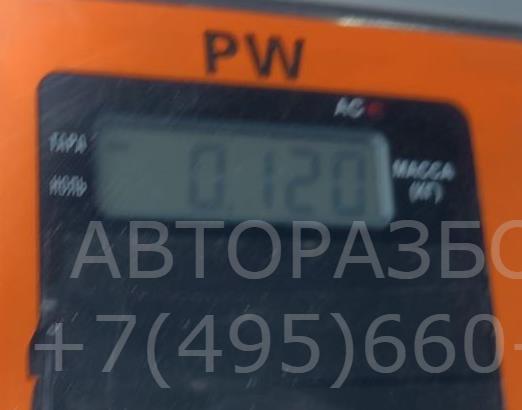 PW
AC
ТАРА
0.120
МАССА
НОЛЬ
(КГ)
АВТОРАЗБО
+7(495)660-